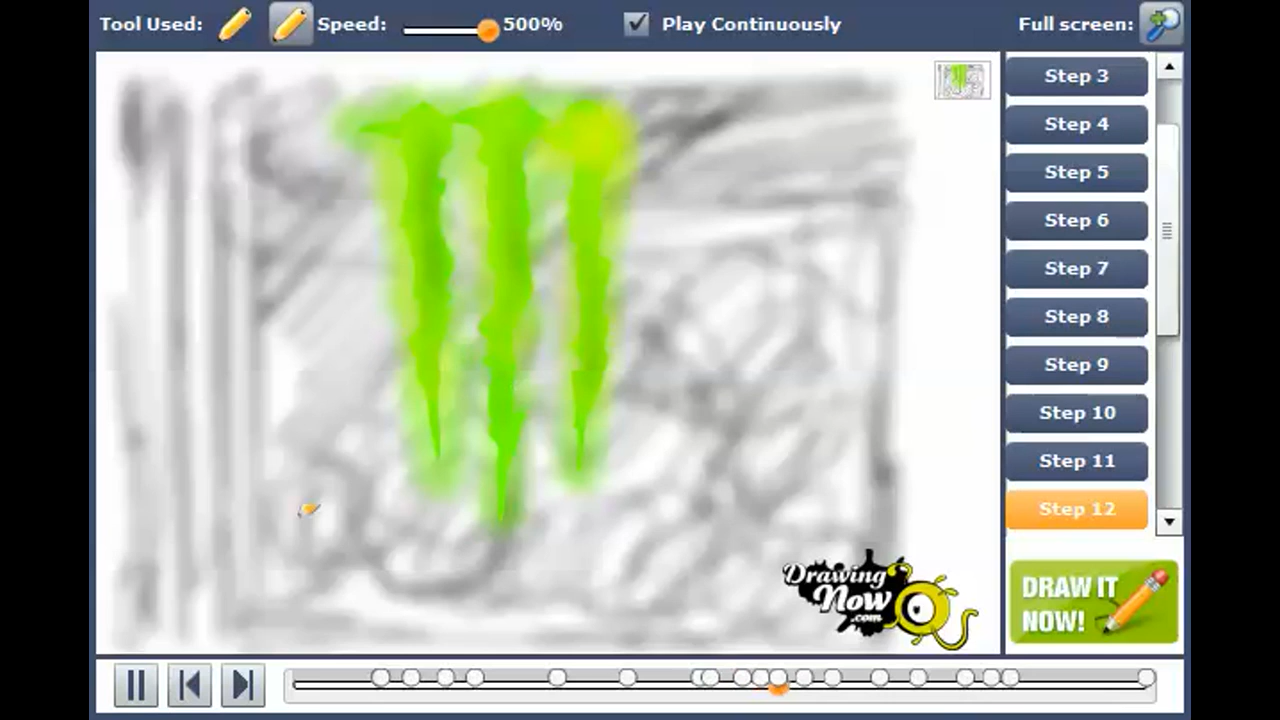 Tool Used:
Speed:
500%
Play Continuously
Full screen:
Step 3
Step 4
Step 5
Step 6
Step 7
Step 8
Step 9
Step 10
Step 11
Step 12
Drawing
Now
.com
DRAW IT
NOW!